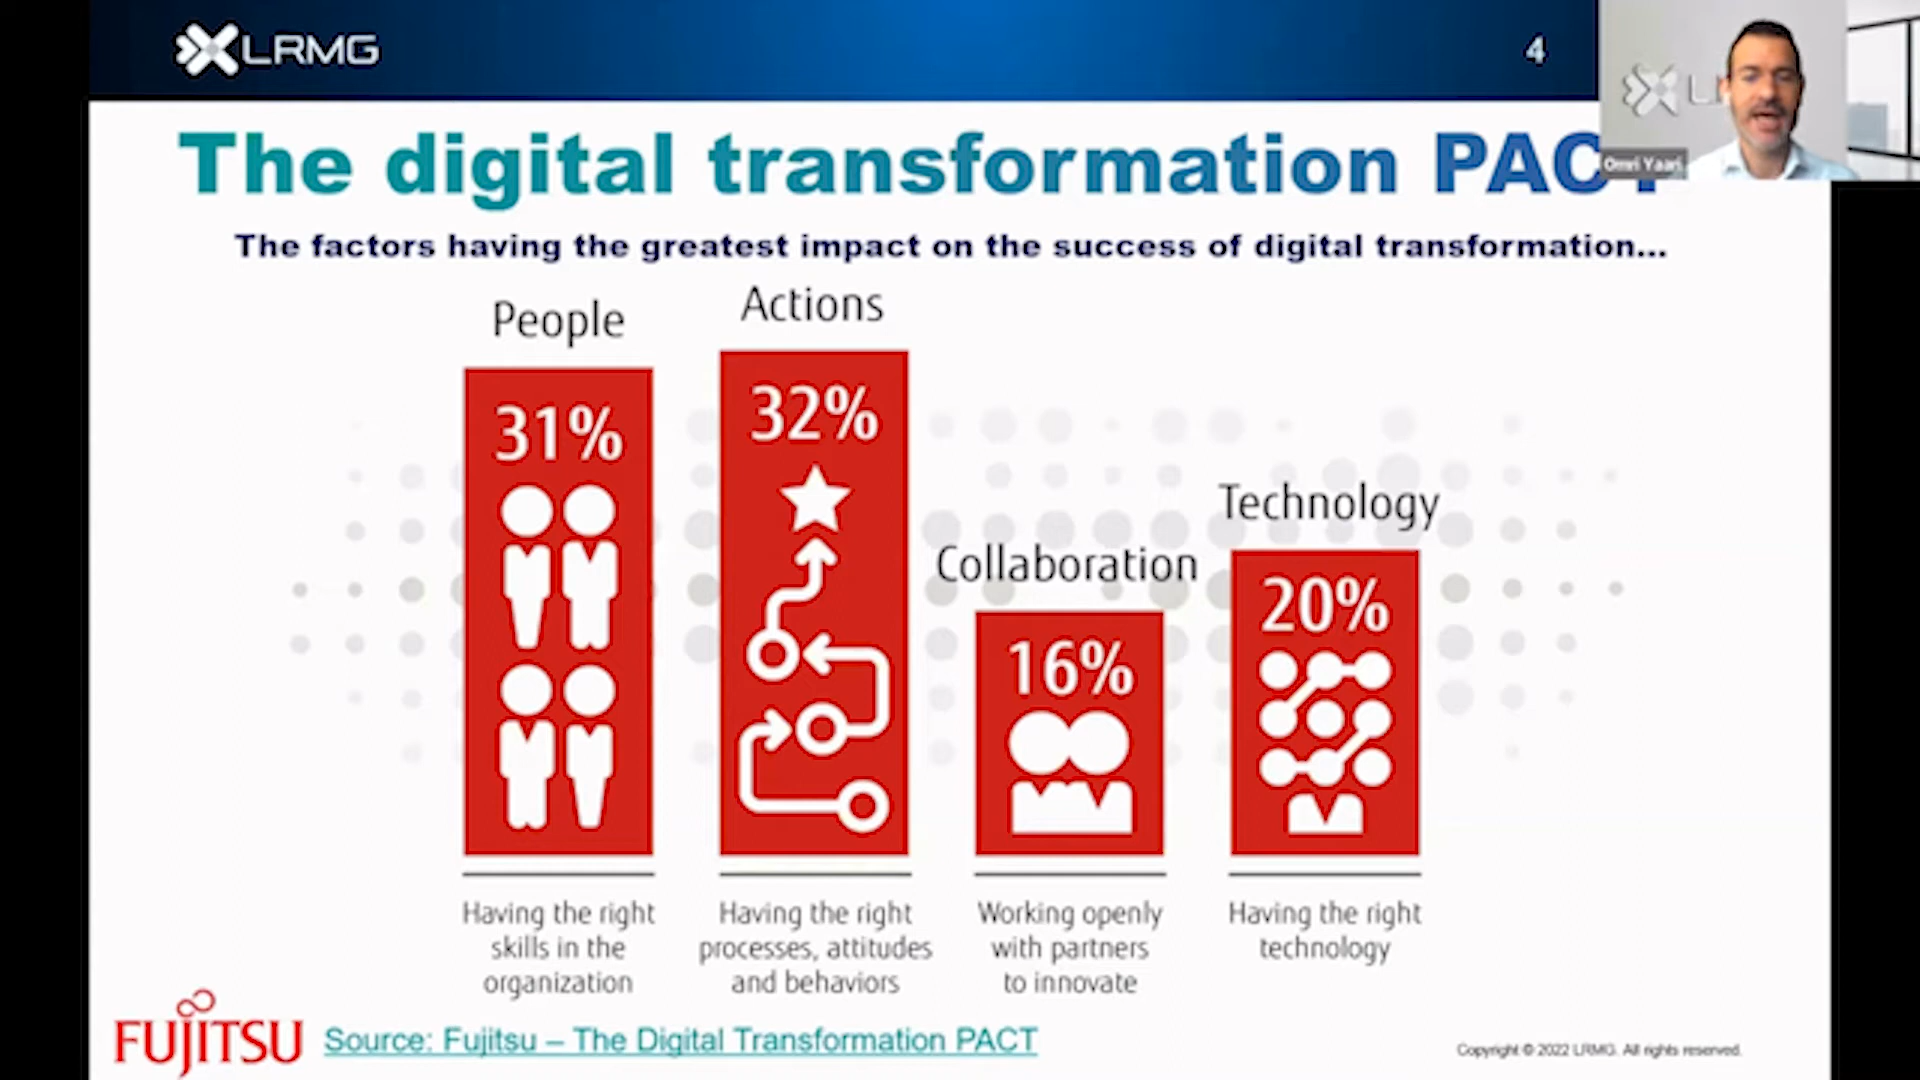 LRMG
4
Omri Yaari
The digital transformation PACT
The factors having the greatest impact on the success of digital transformation...
People
Actions
31%
32%
Technology
Collaboration
20%
16%
Having the right
skills in the
organization
Having the right
processes, attitudes
and behaviors
Working openly
with partners
to innovate
Having the right
technology
FUJITSU
Source: Fujitsu – The Digital Transformation PACT
Copyright © 2022 LRMG. All rights reserved.